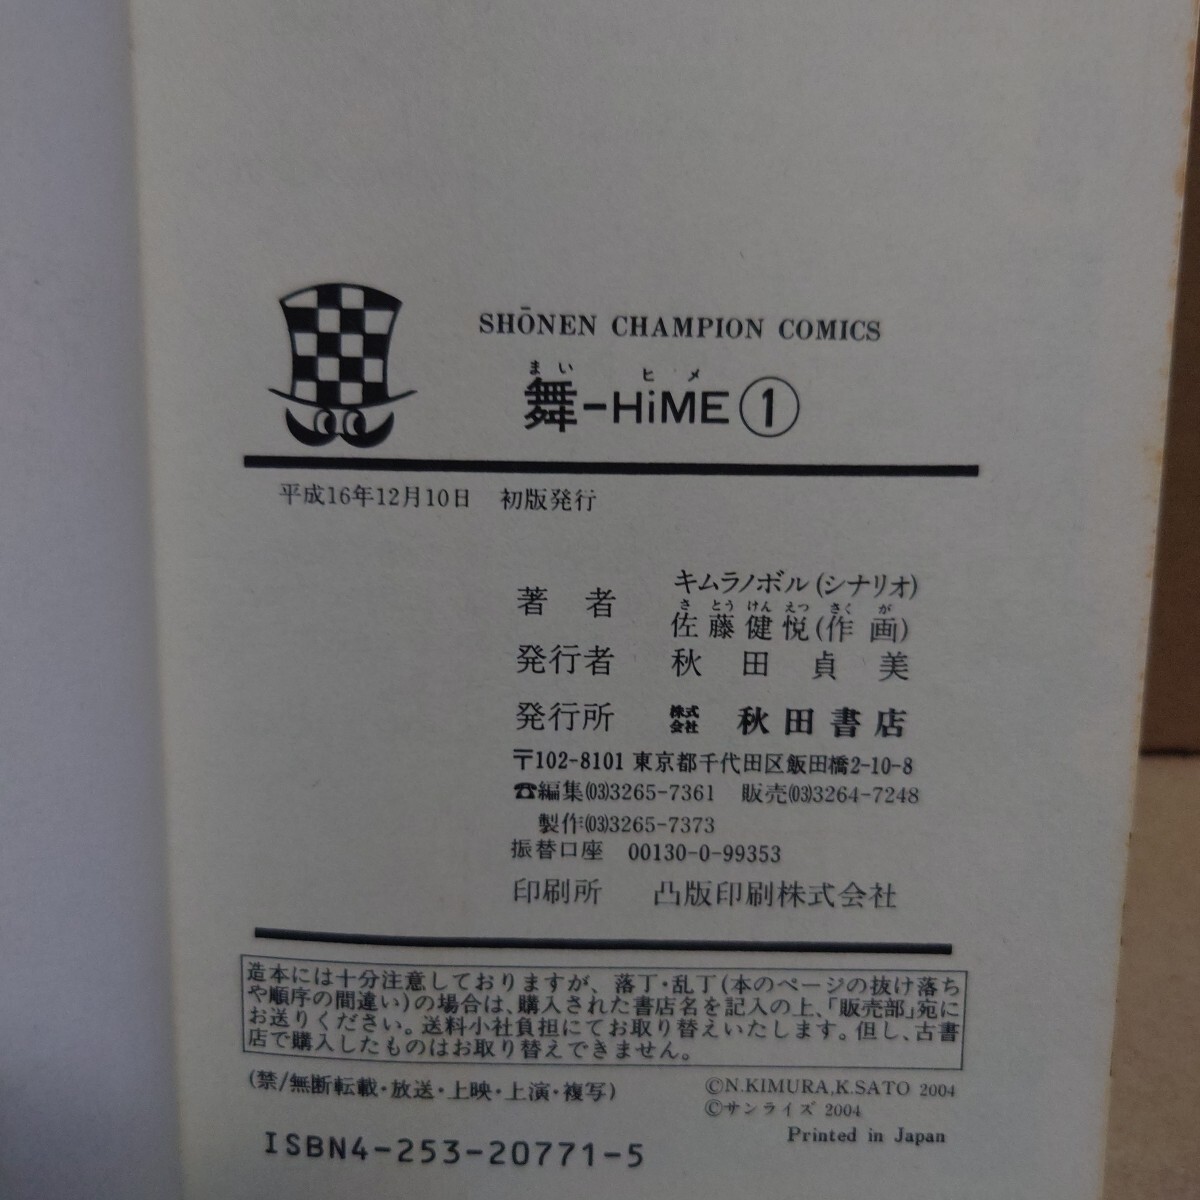 SHŌNEN CHAMPION COMICS
まい ヒメ
舞-HiME①
平成16年12月10日 初版発行
著者 キムラノボル(シナリオ)
さとうけんえつ さくが
佐藤健悦(作画)
発行者 秋田貞美
発行所 株式会社 秋田書店
〒102-8101 東京都千代田区飯田橋2-10-8
☎編集(03)3265-7361 販売(03)3264-7248
製作(03)3265-7373
振替口座 00130-0-99353
印刷所 凸版印刷株式会社
造本には十分注意しておりますが、落丁・乱丁(本のページの抜け落ち
や順序の間違い)の場合は、購入された書店名を記入の上、「販売部」宛に
お送りください。送料小社負担にてお取り替えいたします。但し、古書
店で購入したものはお取り替えできません。
(禁/無断転載・放送・上映・上演・複写)
©N.KIMURA,K.SATO 2004
©サンライズ 2004
Printed in Japan
ISBN4-253-20771-5